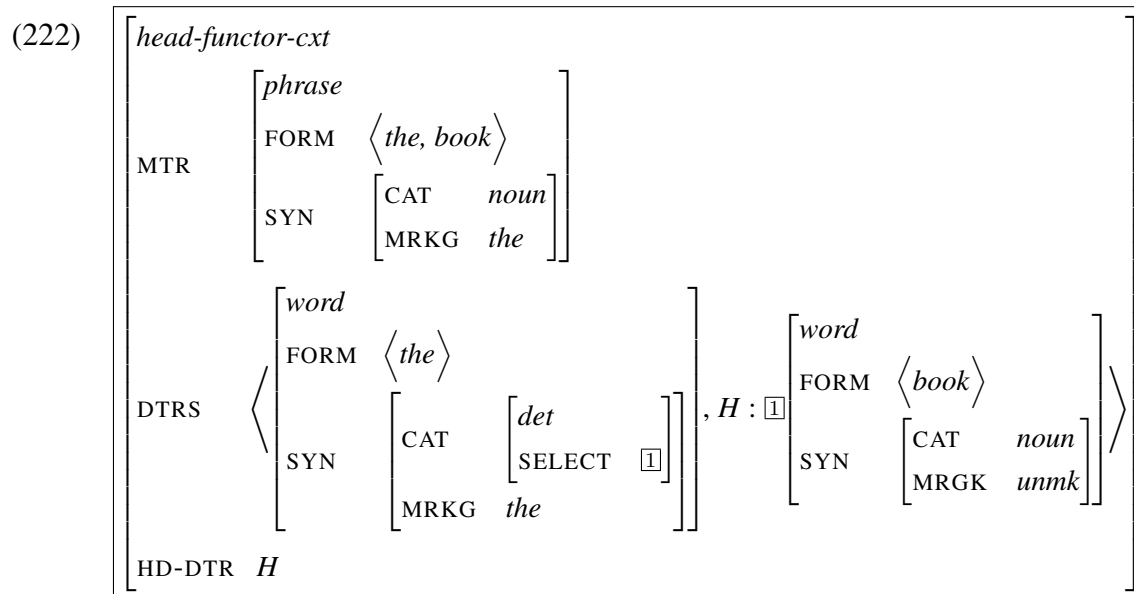 (222)
head-functor-cxt
phrase
FORM ⟨the, book⟩
MTR
SYN [CAT noun
MRKG the]
word
FORM ⟨the⟩
DTRS ⟨
SYN [CAT [det
SELECT 1]
MRKG the]
, H : 1
word
FORM ⟨book⟩
SYN [CAT noun
MRGK unmk]
⟩
HD-DTR H